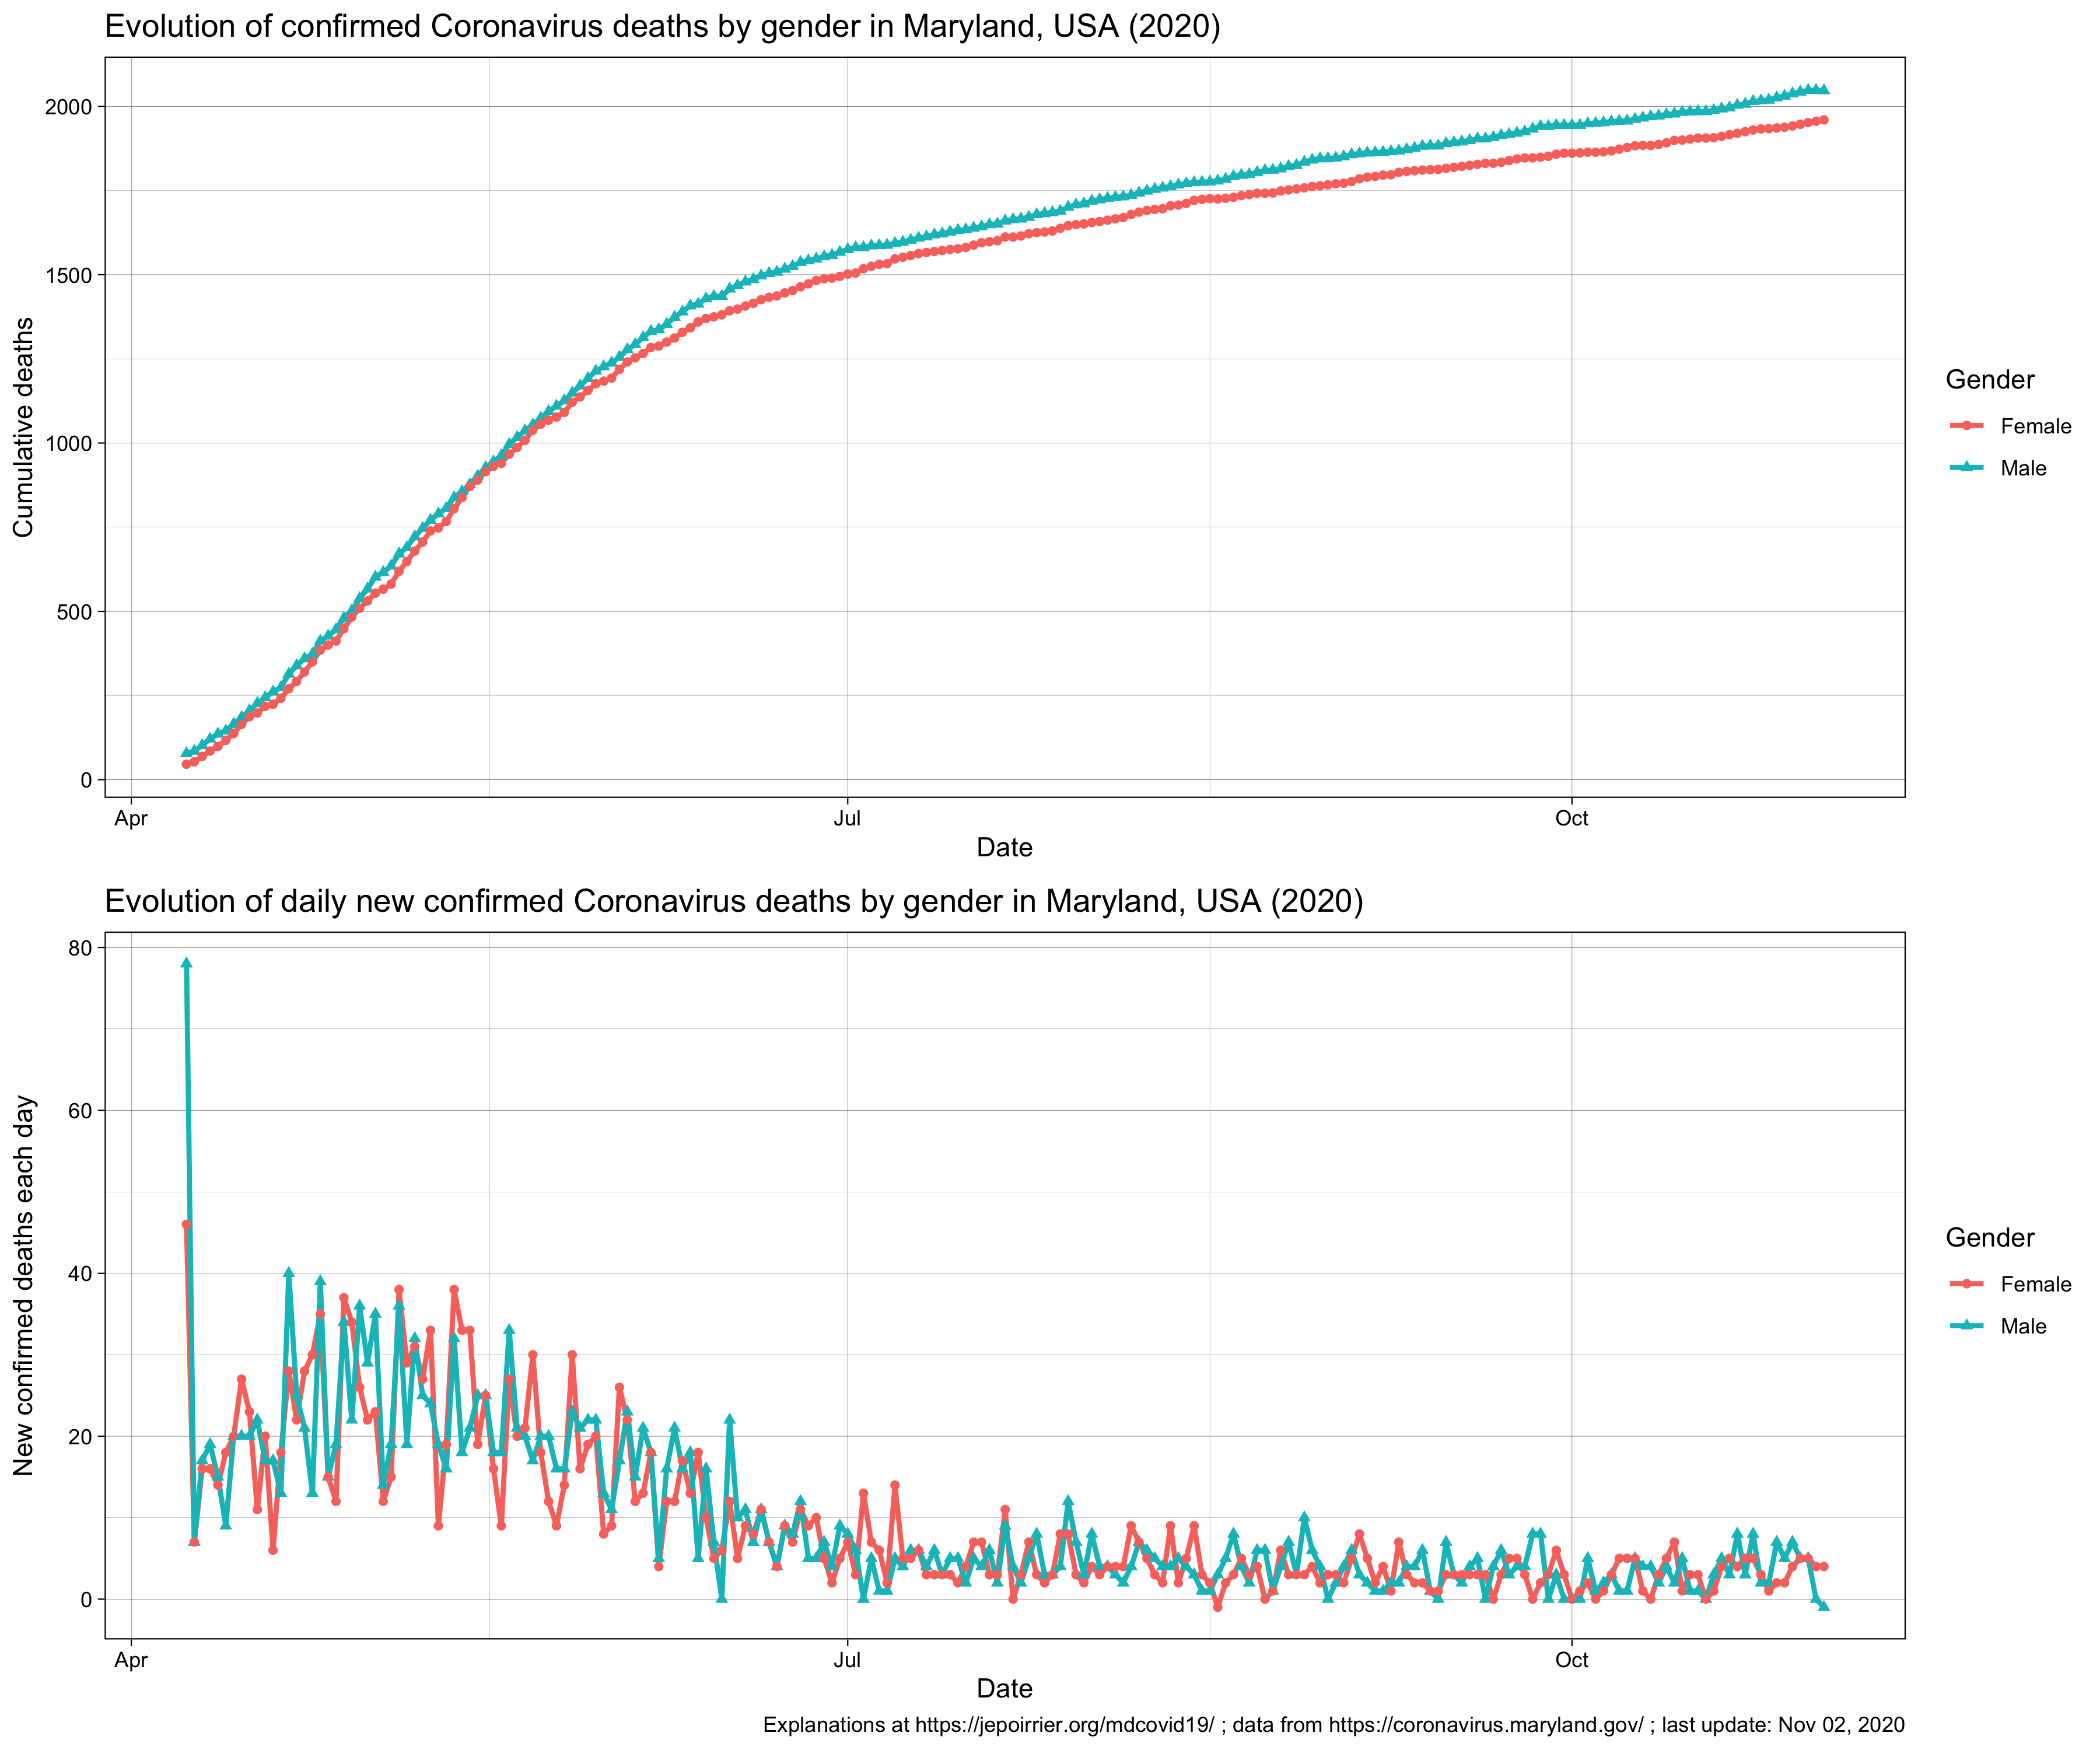 Evolution of confirmed Coronavirus deaths by gender in Maryland, USA (2020)
2000
1500
1000
500
0
Cumulative deaths
Apr
Jul
Oct
Date
Gender
Female
Male
Evolution of daily new confirmed Coronavirus deaths by gender in Maryland, USA (2020)
80
60
40
20
0
New confirmed deaths each day
Apr
Jul
Oct
Date
Gender
Female
Male
Explanations at https://jepoirrier.org/mdcovid19/ ; data from https://coronavirus.maryland.gov/ ; last update: Nov 02, 2020